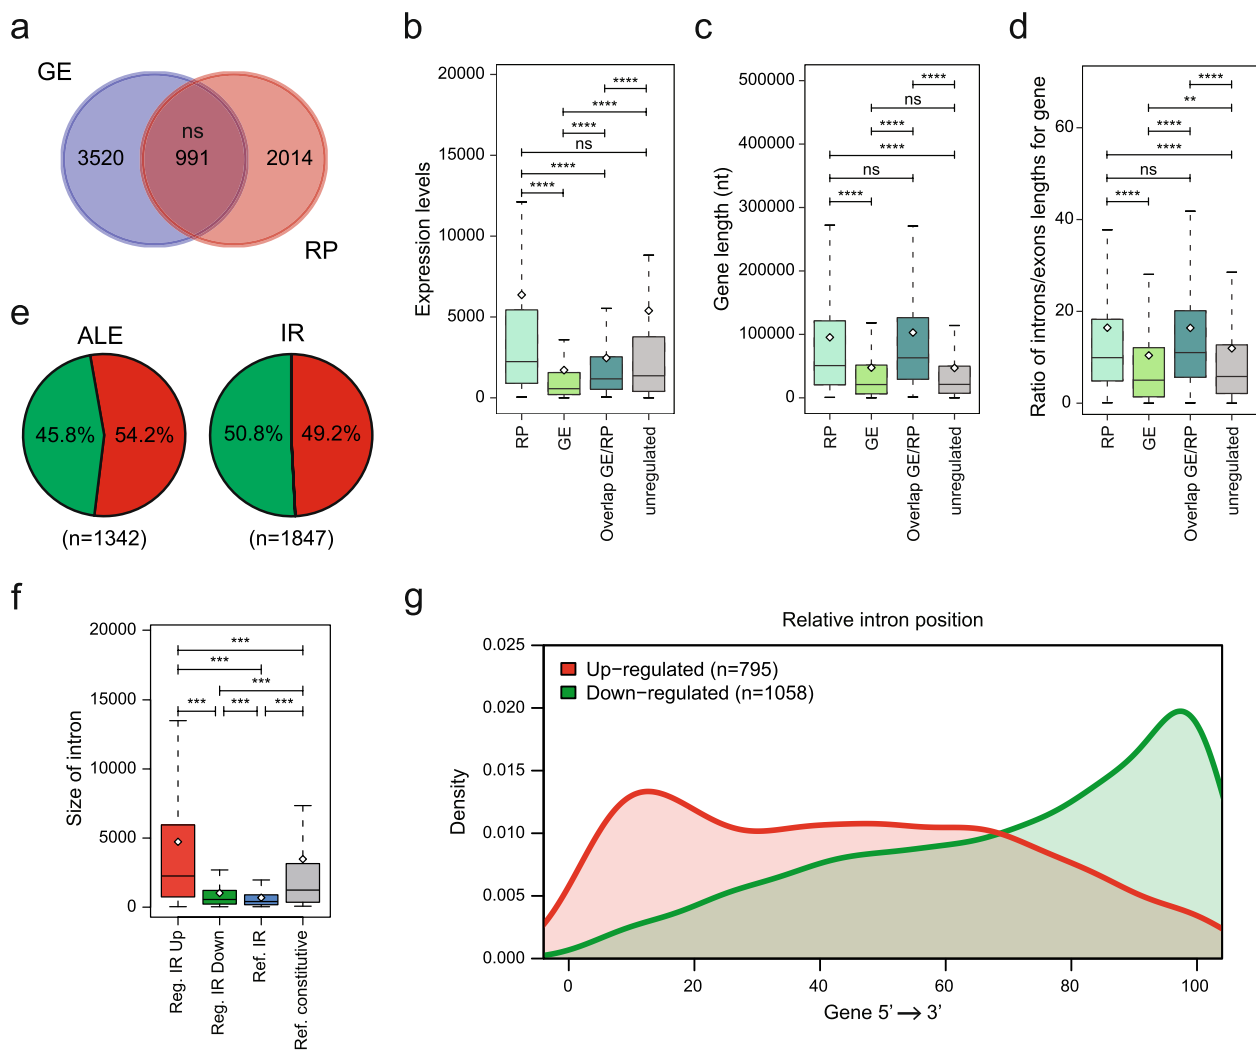 a
GE
ns
3520
991
2014
RP
b
20000
15000
10000
5000
0
Expression levels
****
****
****
ns
****
****
RP
GE
Overlap GE/RP
unregulated
c
500000
400000
300000
200000
100000
0
Gene length (nt)
****
ns
****
****
ns
****
RP
GE
Overlap GE/RP
unregulated
d
60
40
20
0
Ratio of introns/exons lengths for gene
****
**
****
****
ns
****
RP
GE
Overlap GE/RP
unregulated
e
ALE
IR
45.8%
54.2%
50.8%
49.2%
(n=1342)
(n=1847)
f
20000
15000
10000
5000
0
Size of intron
***
***
***
***
***
***
Reg. IR Up
Reg. IR Down
Ref. IR
Ref. constitutive
g
Relative intron position
0.025
0.020
0.015
0.010
0.005
0.000
Density
Up−regulated (n=795)
Down−regulated (n=1058)
0
20
40
60
80
100
Gene 5’ → 3’